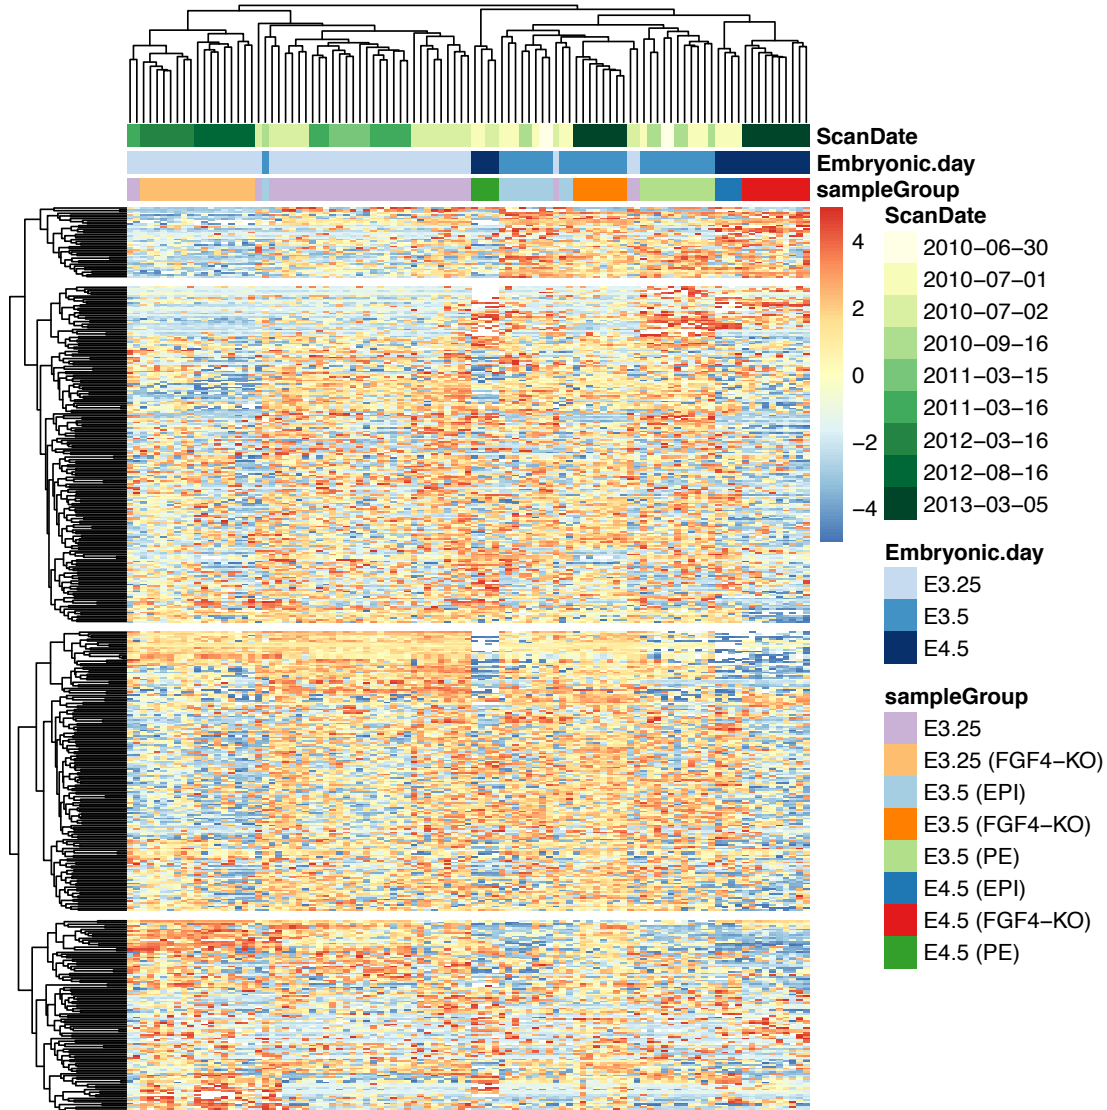 ScanDate
Embryonic.day
sampleGroup
4
2
0
−2
−4
ScanDate
2010−06−30
2010−07−01
2010−07−02
2010−09−16
2011−03−15
2011−03−16
2012−03−16
2012−08−16
2013−03−05
Embryonic.day
E3.25
E3.5
E4.5
sampleGroup
E3.25
E3.25 (FGF4−KO)
E3.5 (EPI)
E3.5 (FGF4−KO)
E3.5 (PE)
E4.5 (EPI)
E4.5 (FGF4−KO)
E4.5 (PE)